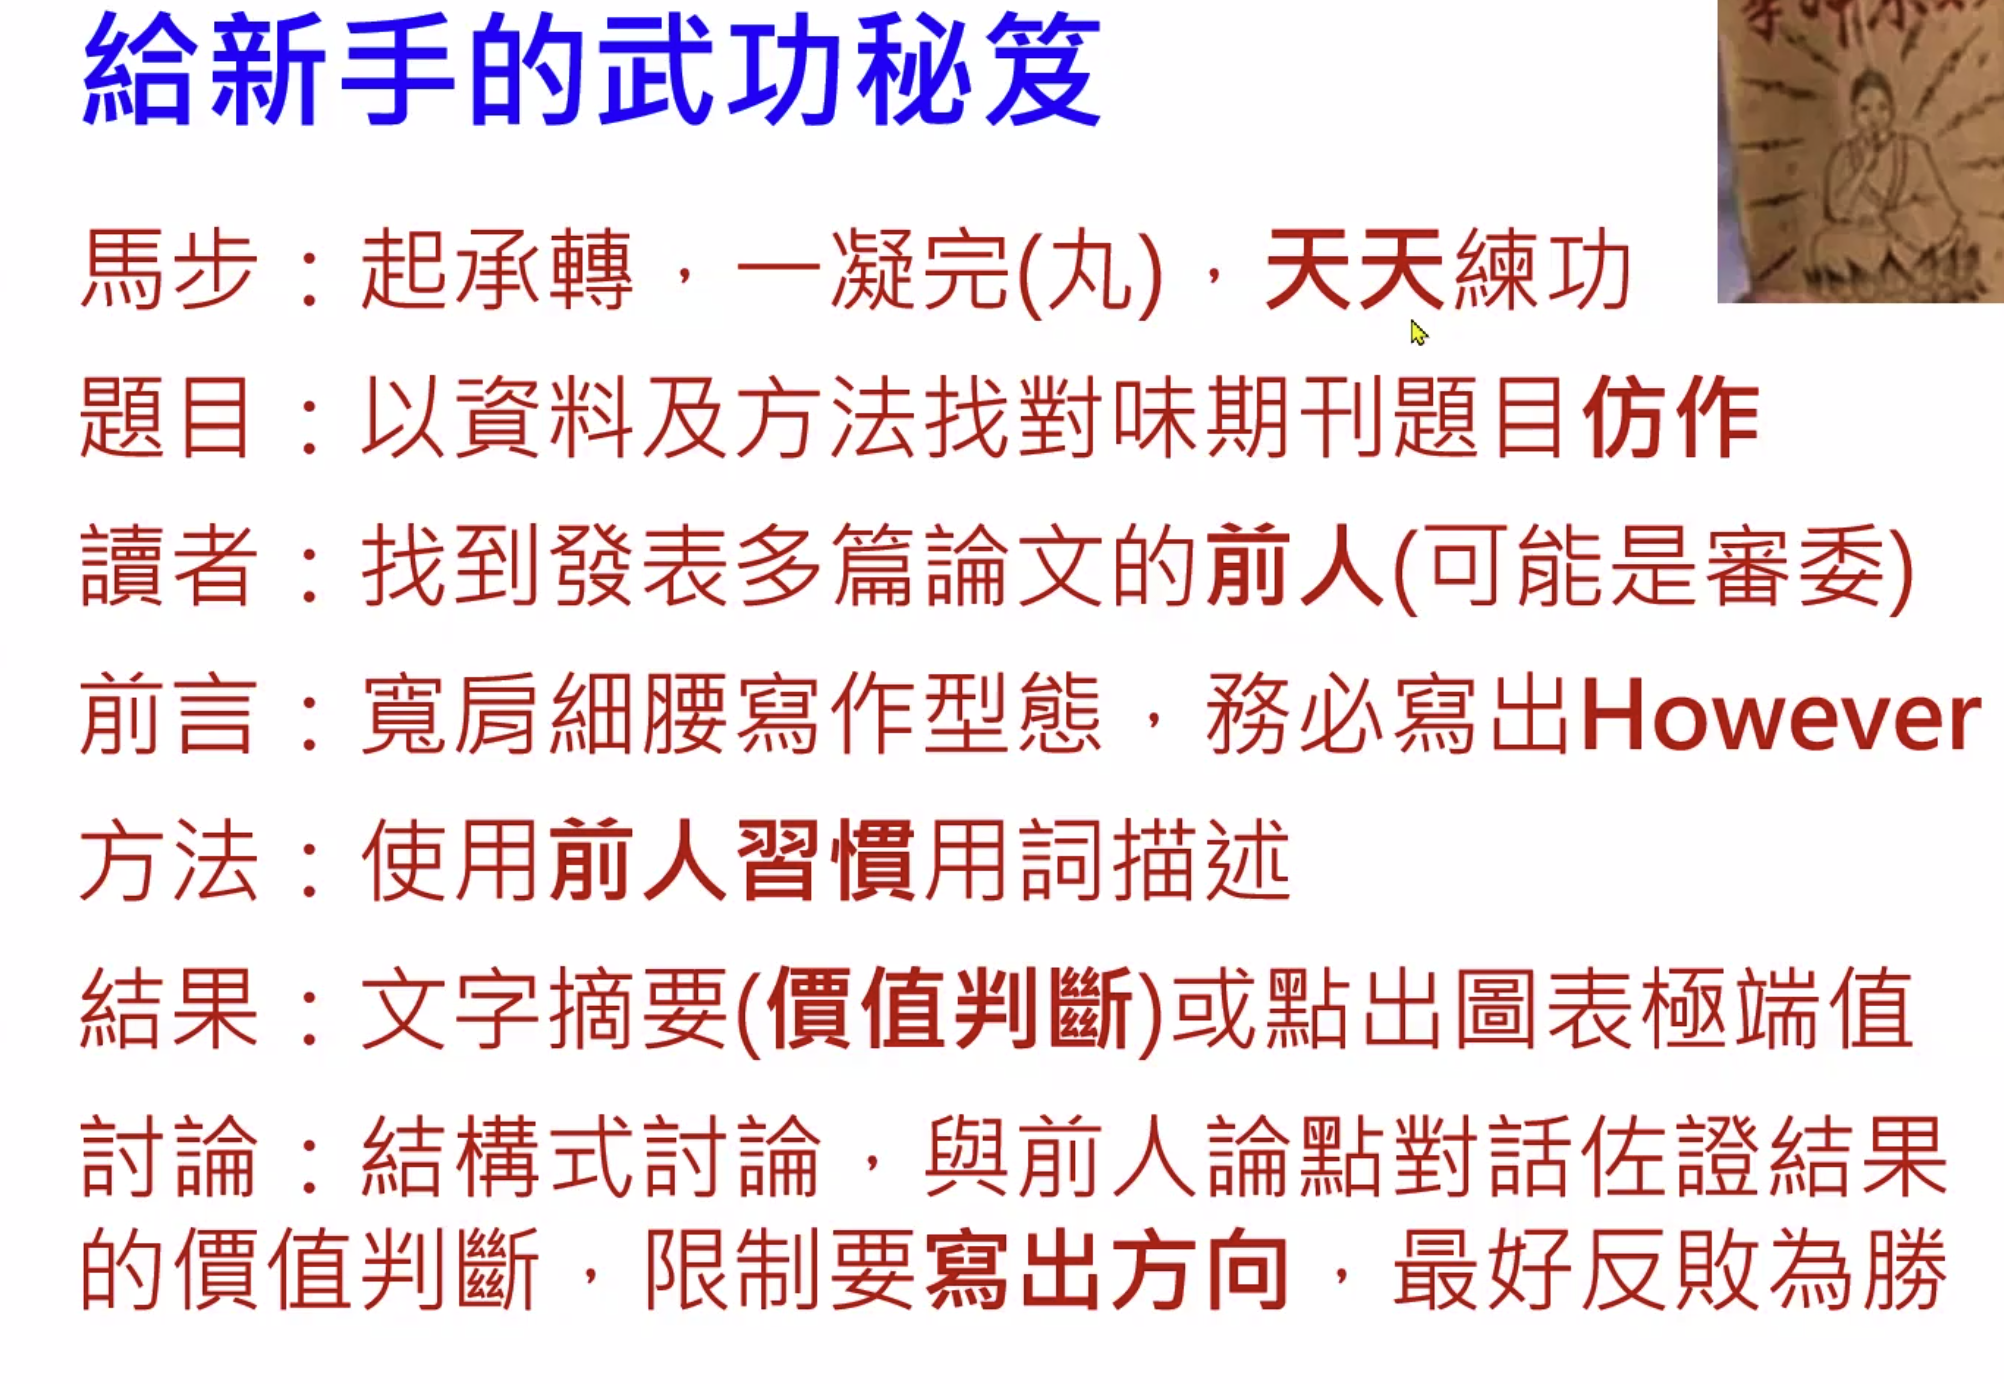 給新手的武功秘笈
馬步：起承轉，一凝完(丸)，天天練功
題目：以資料及方法找對味期刊題目仿作
讀者：找到發表多篇論文的前人(可能是審委)
前言：寬肩細腰寫作型態，務必寫出However
方法：使用前人習慣用詞描述
結果：文字摘要(價值判斷)或點出圖表極端值
討論：結構式討論，與前人論點對話佐證結果
的價值判斷，限制要寫出方向，最好反敗為勝